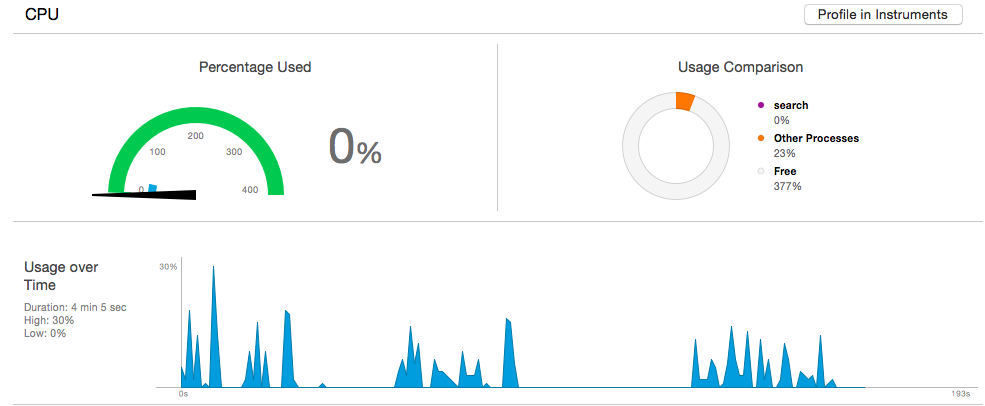 CPU
Profile in Instruments
Percentage Used
0
100
200
300
400
0%
Usage Comparison
search
0%
Other Processes
23%
Free
377%
Usage over
Time
Duration: 4 min 5 sec
High: 30%
Low: 0%
30%
0s
193s